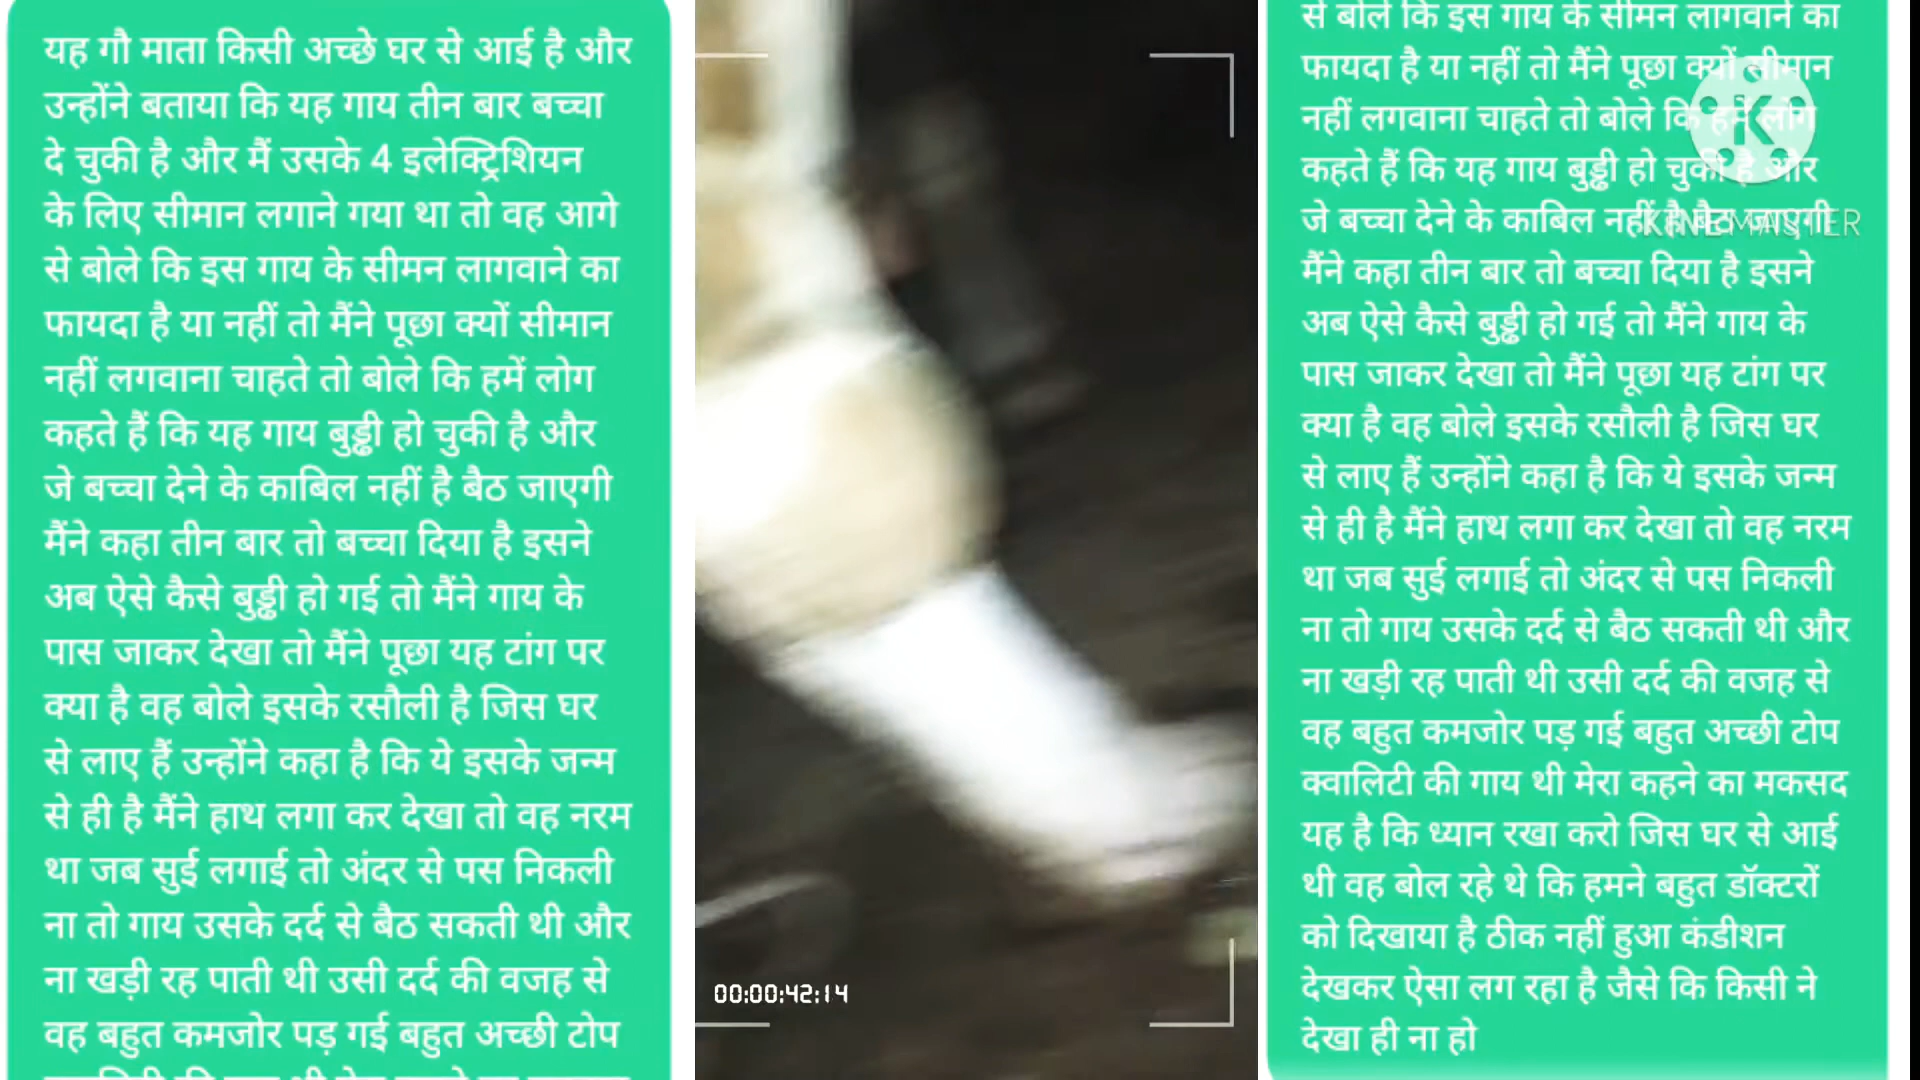 यह गौ माता किसी अच्छे घर से आई है और
उन्होंने बताया कि यह गाय तीन बार बच्चा
दे चुकी है और मैं उसके 4 इलेक्ट्रिशियन
के लिए सीमान लगाने गया था तो वह आगे
से बोले कि इस गाय के सीमन लागवाने का
फायदा है या नहीं तो मैंने पूछा क्यों सीमान
नहीं लगवाना चाहते तो बोले कि हमें लोग
कहते हैं कि यह गाय बुड्ढी हो चुकी है और
जे बच्चा देने के काबिल नहीं है बैठ जाएगी
मैंने कहा तीन बार तो बच्चा दिया है इसने
अब ऐसे कैसे बुड्ढी हो गई तो मैंने गाय के
पास जाकर देखा तो मैंने पूछा यह टांग पर
क्या है वह बोले इसके रसौली है जिस घर
से लाए हैं उन्होंने कहा है कि ये इसके जन्म
से ही है मैंने हाथ लगा कर देखा तो वह नरम
था जब सुई लगाई तो अंदर से पस निकली
ना तो गाय उसके दर्द से बैठ सकती थी और
ना खड़ी रह पाती थी उसी दर्द की वजह से
वह बहुत कमजोर पड़ गई बहुत अच्छी टोप
00:00:42:14
से बोले कि इस गाय के सीमन लागवाने का
फायदा है या नहीं तो मैंने पूछा क्यों सीमान
नहीं लगवाना चाहते तो बोले कि हमें लोग
कहते हैं कि यह गाय बुड्ढी हो चुकी है और
जे बच्चा देने के काबिल नहीं है बैठ जाएगी
मैंने कहा तीन बार तो बच्चा दिया है इसने
अब ऐसे कैसे बुड्ढी हो गई तो मैंने गाय के
पास जाकर देखा तो मैंने पूछा यह टांग पर
क्या है वह बोले इसके रसौली है जिस घर
से लाए हैं उन्होंने कहा है कि ये इसके जन्म
से ही है मैंने हाथ लगा कर देखा तो वह नरम
था जब सुई लगाई तो अंदर से पस निकली
ना तो गाय उसके दर्द से बैठ सकती थी और
ना खड़ी रह पाती थी उसी दर्द की वजह से
वह बहुत कमजोर पड़ गई बहुत अच्छी टोप
क्वालिटी की गाय थी मेरा कहने का मकसद
यह है कि ध्यान रखा करो जिस घर से आई
थी वह बोल रहे थे कि हमने बहुत डॉक्टरों
को दिखाया है ठीक नहीं हुआ कंडीशन
देखकर ऐसा लग रहा है जैसे कि किसी ने
देखा ही ना हो
K
KINEMASTER